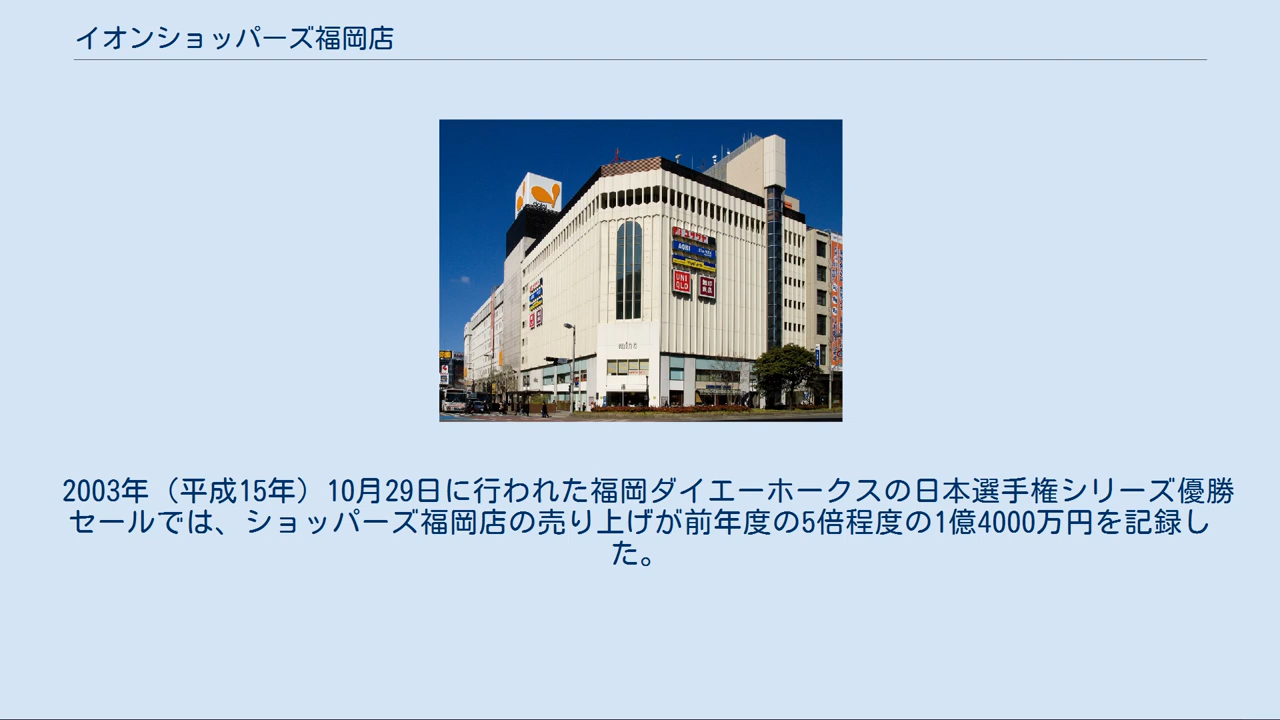 イオンショッパーズ福岡店
UNI
QLO
2003年（平成15年）10月29日に行われた福岡ダイエーホークスの日本選手権シリーズ優勝
セールでは、ショッパーズ福岡店の売り上げが前年度の5倍程度の1億4000万円を記録し
た。